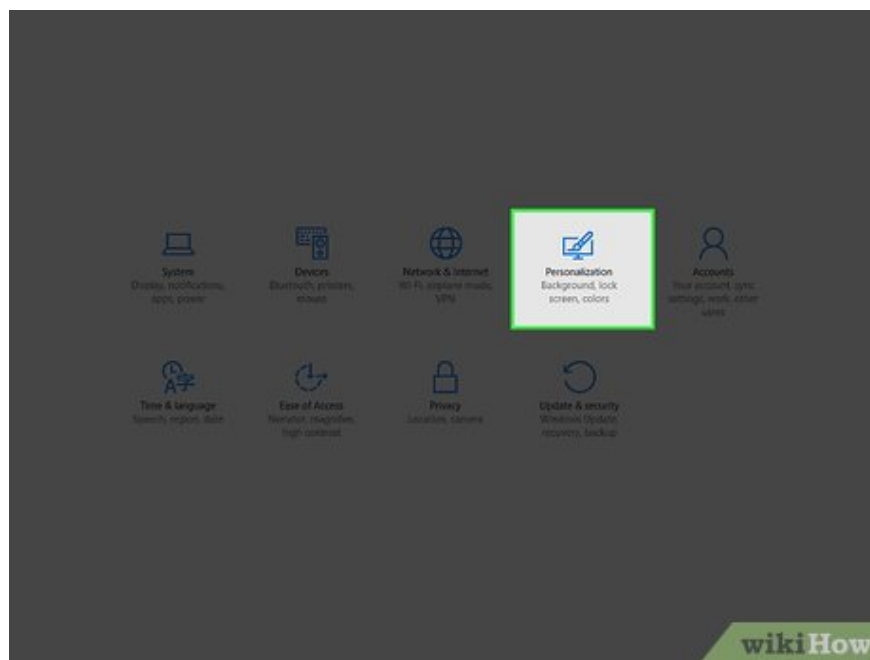 System
Display, notifications,
apps, power
Devices
Bluetooth, printers,
mouse
Network & Internet
Wi-Fi, airplane mode,
VPN
Personalization
Background, lock
screen, colors
Accounts
Your account, sync
settings, work, other
users
Time & language
Speech, region, date
Ease of Access
Narrator, magnifier,
high contrast
Privacy
Location, camera
Update & security
Windows Update,
recovery, backup
wikiHow